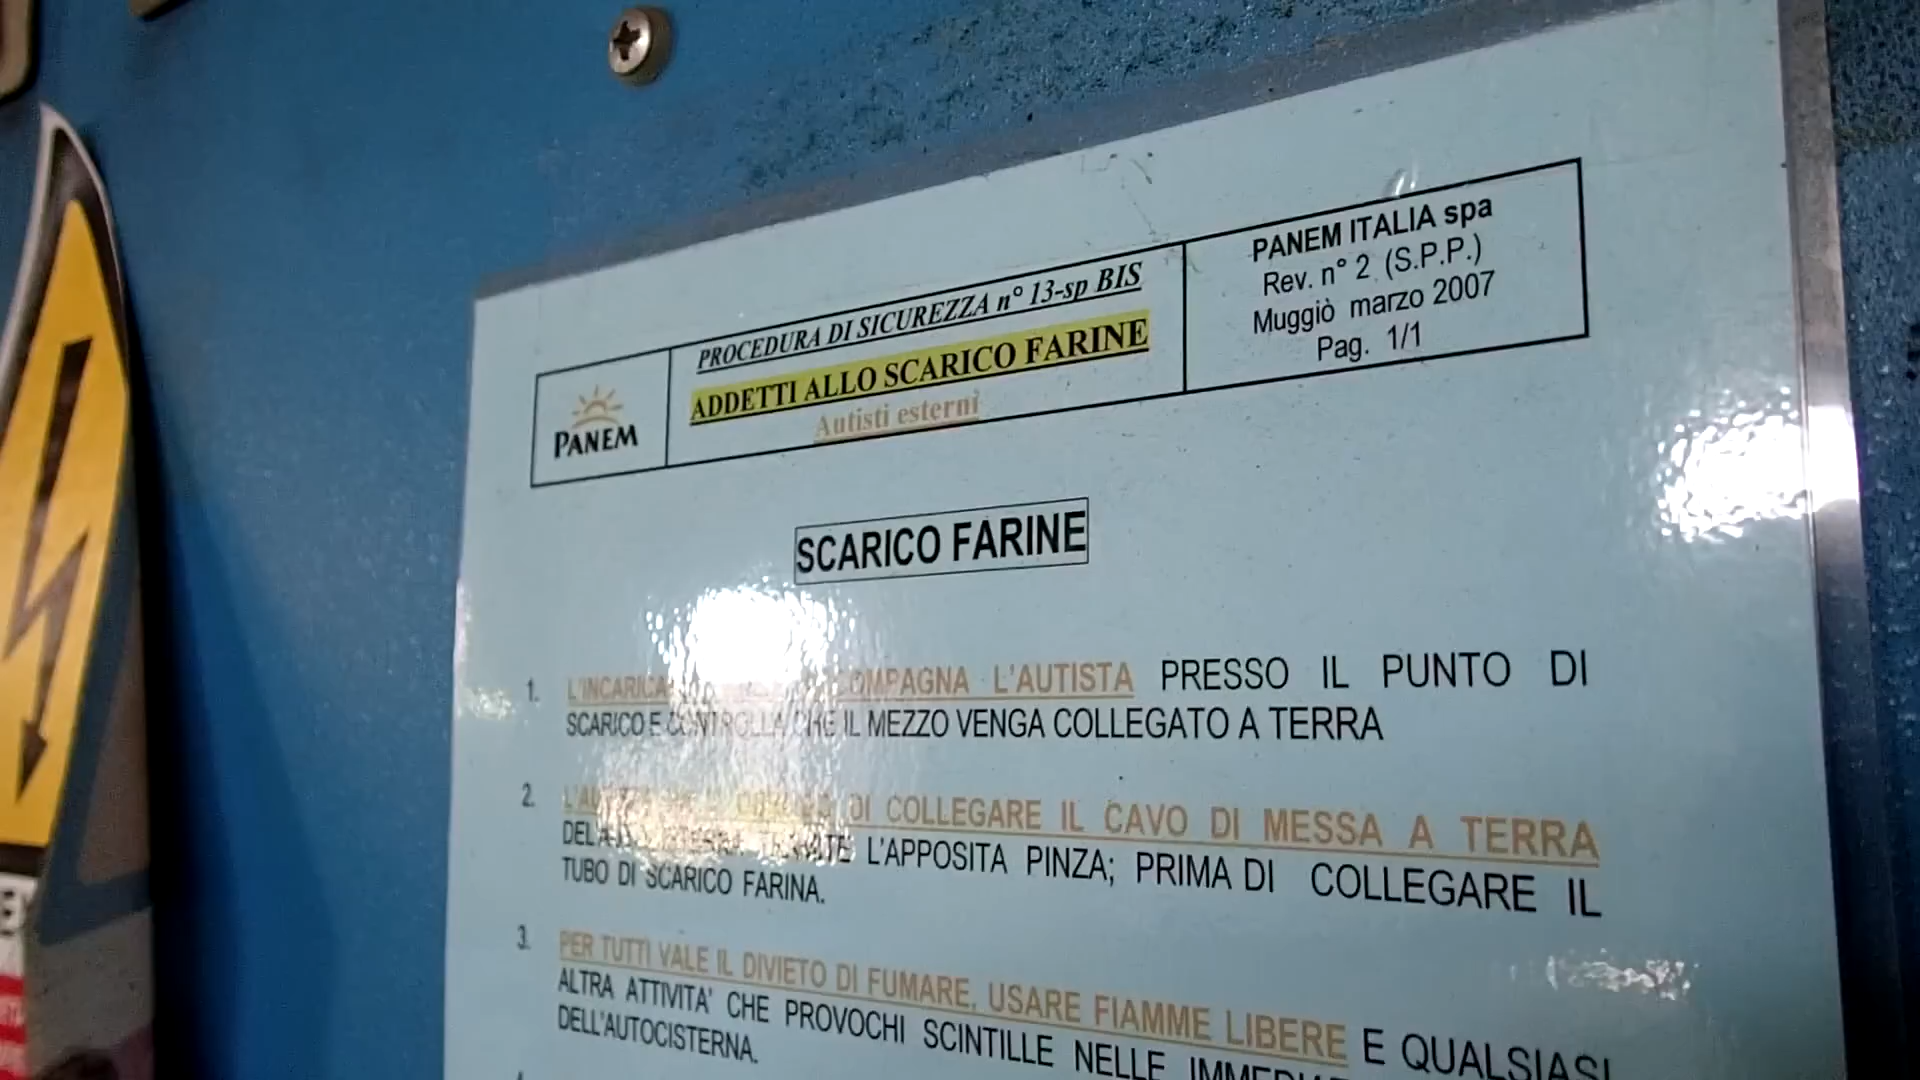 PANEM
PROCEDURA DI SICUREZZA n° 13-sp BIS
ADDETTI ALLO SCARICO FARINE
Autisti esterni
PANEM ITALIA spa
Rev. n° 2 (S.P.P.)
Muggiò marzo 2007
Pag. 1/1
SCARICO FARINE
1. L'AUTISTA PRESSO IL PUNTO DI
SCARICO E CONTROLLA CHE IL MEZZO VENGA COLLEGATO A TERRA
2. DI COLLEGARE IL CAVO DI MESSA A TERRA
L'APPOSITA PINZA; PRIMA DI COLLEGARE IL
TUBO DI SCARICO FARINA.
3. PER TUTTI VALE IL DIVIETO DI FUMARE, USARE FIAMME LIBERE E QUALSIASI
ALTRA ATTIVITA' CHE PROVOCHI SCINTILLE NELLE
DELL'AUTOCISTERNA.